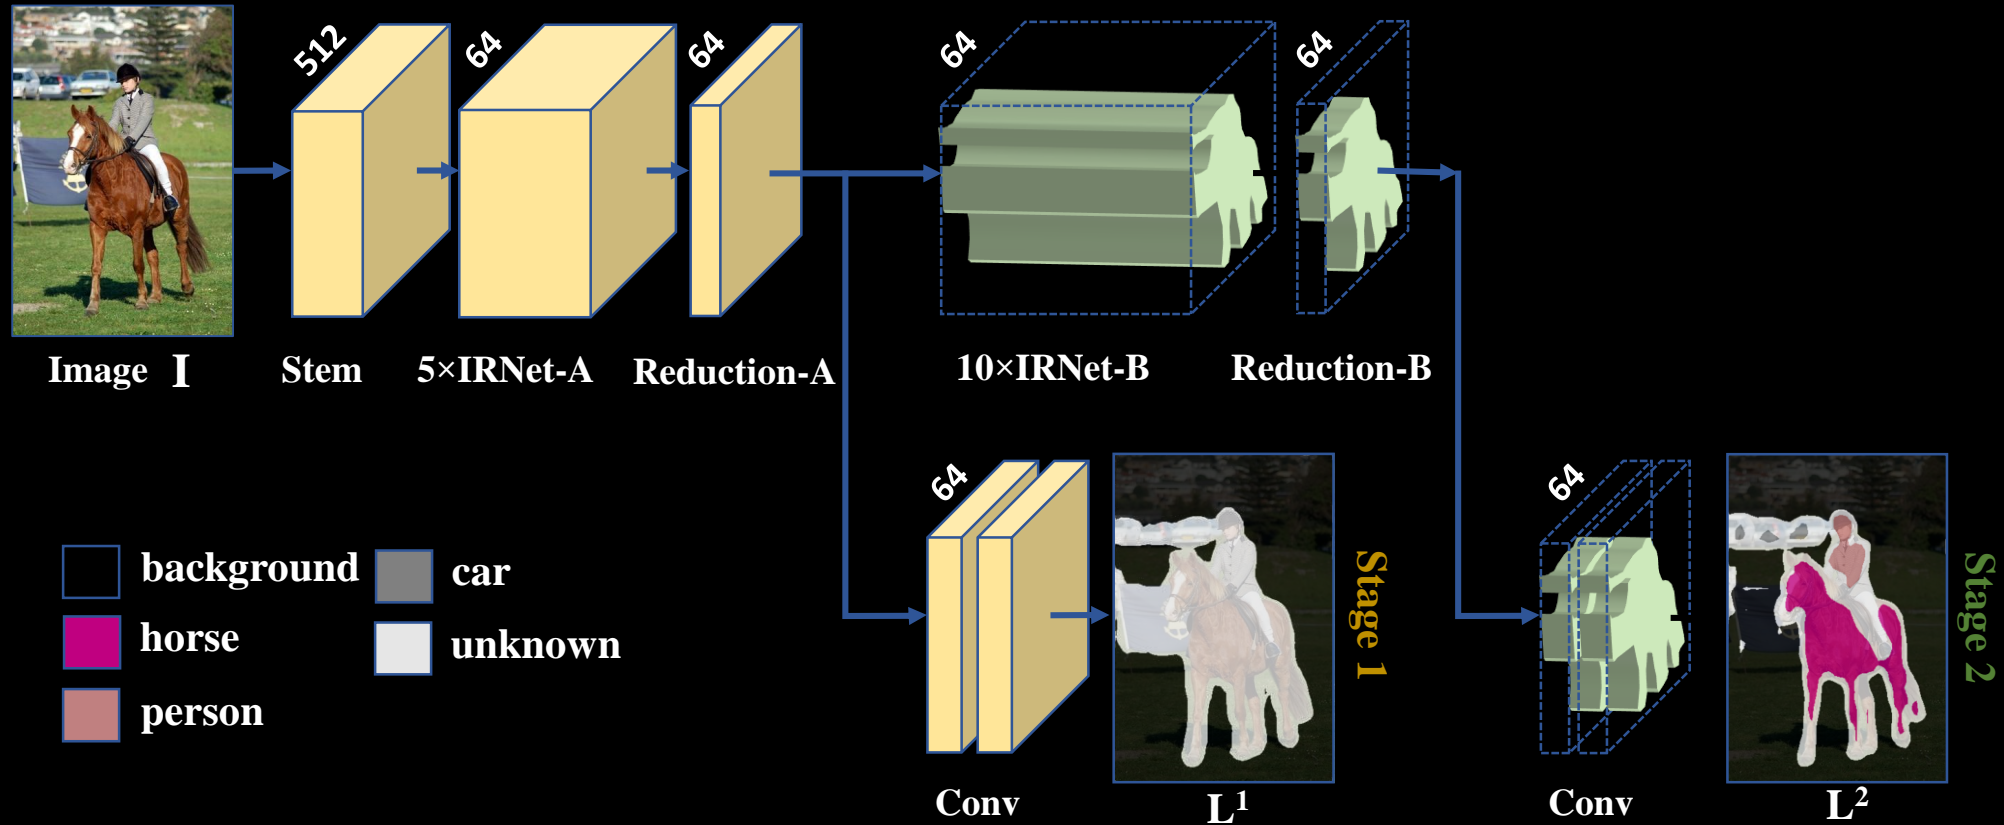 512
64
64
64
64
Image I
Stem
5×IRNet-A
Reduction-A
10×IRNet-B
Reduction-B
64
64
background
car
horse
unknown
person
Stage 1
Stage 2
Conv
L¹
Conv
L²